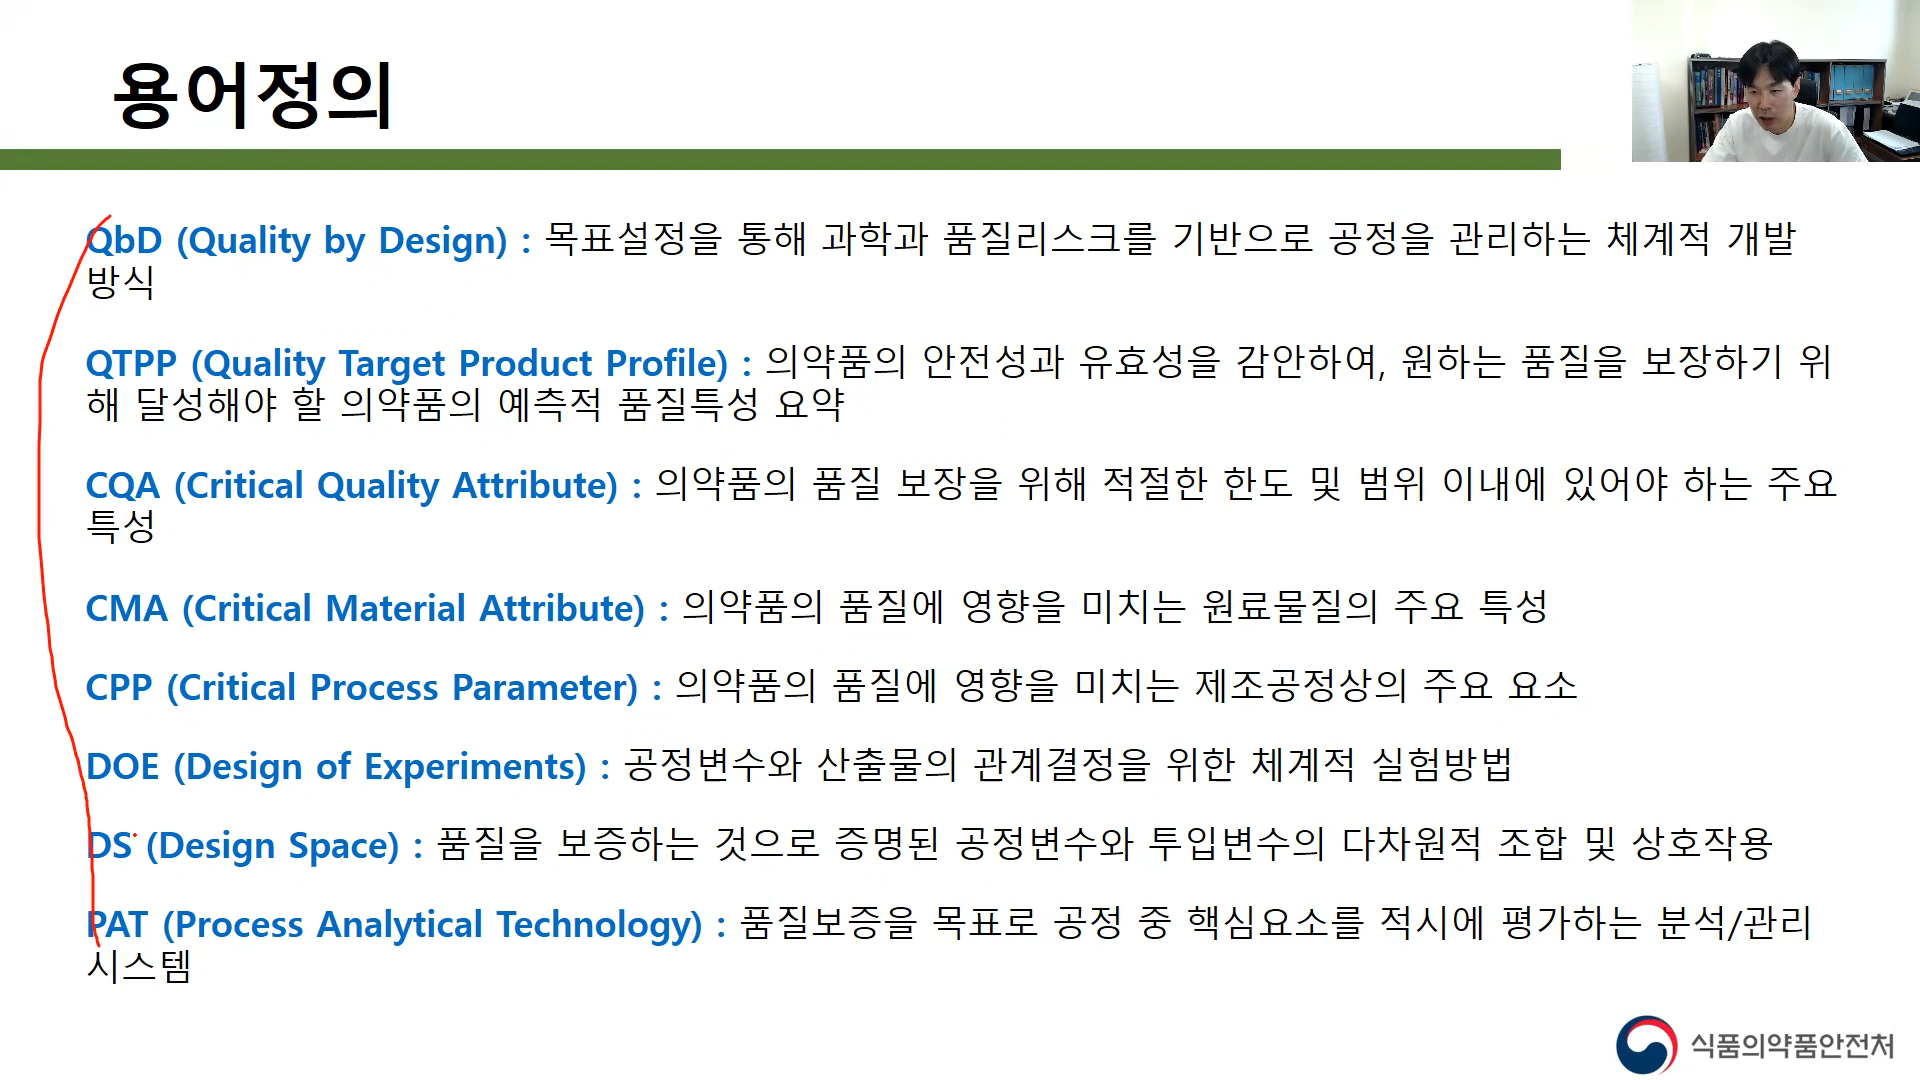 용어정의
QbD (Quality by Design) : 목표설정을 통해 과학과 품질리스크를 기반으로 공정을 관리하는 체계적 개발
방식
QTPP (Quality Target Product Profile) : 의약품의 안전성과 유효성을 감안하여, 원하는 품질을 보장하기 위
해 달성해야 할 의약품의 예측적 품질특성 요약
CQA (Critical Quality Attribute) : 의약품의 품질 보장을 위해 적절한 한도 및 범위 이내에 있어야 하는 주요
특성
CMA (Critical Material Attribute) : 의약품의 품질에 영향을 미치는 원료물질의 주요 특성
CPP (Critical Process Parameter) : 의약품의 품질에 영향을 미치는 제조공정상의 주요 요소
DOE (Design of Experiments) : 공정변수와 산출물의 관계결정을 위한 체계적 실험방법
DS (Design Space) : 품질을 보증하는 것으로 증명된 공정변수와 투입변수의 다차원적 조합 및 상호작용
PAT (Process Analytical Technology) : 품질보증을 목표로 공정 중 핵심요소를 적시에 평가하는 분석/관리
시스템
식품의약품안전처